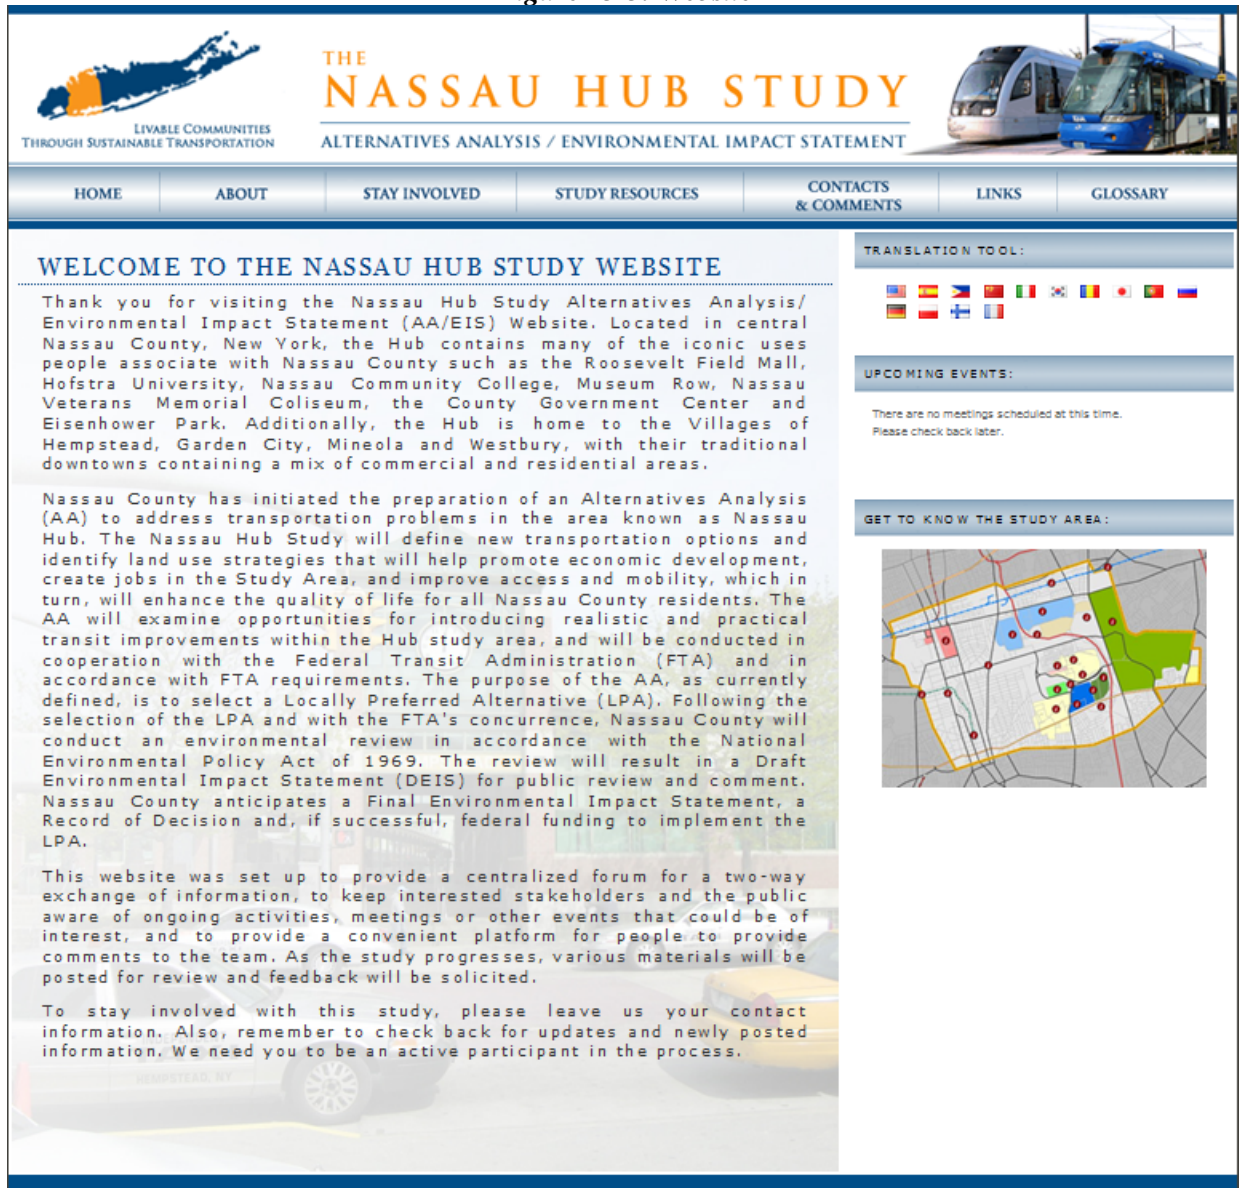 LIVABLE COMMUNITIES
THROUGH SUSTAINABLE TRANSPORTATION
THE
NASSAU HUB STUDY
ALTERNATIVES ANALYSIS / ENVIRONMENTAL IMPACT STATEMENT
HOME
ABOUT
STAY INVOLVED
STUDY RESOURCES
CONTACTS
& COMMENTS
LINKS
GLOSSARY
WELCOME TO THE NASSAU HUB STUDY WEBSITE
Thank you for visiting the Nassau Hub Study Alternatives Analysis/
Environmental Impact Statement (AA/EIS) Website. Located in central
Nassau County, New York, the Hub contains many of the iconic uses
people associate with Nassau County such as the Roosevelt Field Mall,
Hofstra University, Nassau Community College, Museum Row, Nassau
Veterans Memorial Coliseum, the County Government Center and
Eisenhower Park. Additionally, the Hub is home to the Villages of
Hempstead, Garden City, Mineola and Westbury, with their traditional
downtowns containing a mix of commercial and residential areas.
Nassau County has initiated the preparation of an Alternatives Analysis
(AA) to address transportation problems in the area known as Nassau
Hub. The Nassau Hub Study will define new transportation options and
identify land use strategies that will help promote economic development,
create jobs in the Study Area, and improve access and mobility, which in
turn, will enhance the quality of life for all Nassau County residents. The
AA will examine opportunities for introducing realistic and practical
transit improvements within the Hub study area, and will be conducted in
cooperation with the Federal Transit Administration (FTA) and in
accordance with FTA requirements. The purpose of the AA, as currently
defined, is to select a Locally Preferred Alternative (LPA). Following the
selection of the LPA and with the FTA's concurrence, Nassau County will
conduct an environmental review in accordance with the National
Environmental Policy Act of 1969. The review will result in a Draft
Environmental Impact Statement (DEIS) for public review and comment.
Nassau County anticipates a Final Environmental Impact Statement, a
Record of Decision and, if successful, federal funding to implement the
LPA.
This website was set up to provide a centralized forum for a two-way
exchange of information, to keep interested stakeholders and the public
aware of ongoing activities, meetings or other events that could be of
interest, and to provide a convenient platform for people to provide
comments to the team. As the study progresses, various materials will be
posted for review and feedback will be solicited.
To stay involved with this study, please leave us your contact
information. Also, remember to check back for updates and newly posted
information. We need you to be an active participant in the process.
HEMPSTEAD, NY
TRANSLATION TOOL:
UPCOMING EVENTS:
There are no meetings scheduled at this time.
Please check back later.
GET TO KNOW THE STUDY AREA: